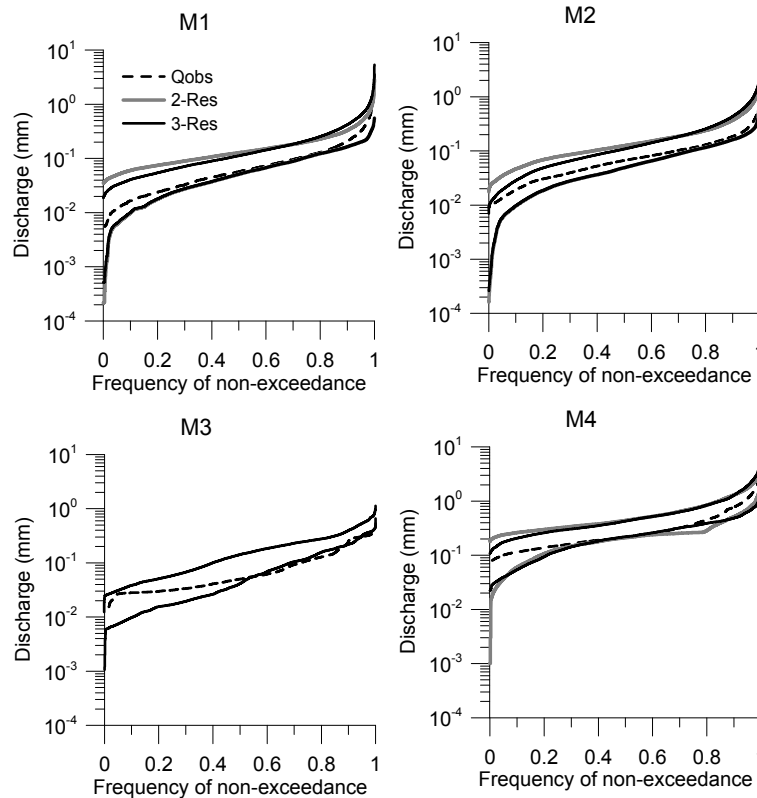 M1
M2
10^1
10^0
10^-1
10^-2
10^-3
10^-4
Discharge (mm)
Qobs
2-Res
3-Res
0 0.2 0.4 0.6 0.8 1
Frequency of non-exceedance
10^1
10^0
10^-1
10^-2
10^-3
10^-4
Discharge (mm)
0 0.2 0.4 0.6 0.8
Frequency of non-exceedance
M3
M4
10^1
10^0
10^-1
10^-2
10^-3
10^-4
Discharge (mm)
0 0.2 0.4 0.6 0.8 1
Frequency of non-exceedance
10^1
10^0
10^-1
10^-2
10^-3
10^-4
Discharge (mm)
0 0.2 0.4 0.6 0.8
Frequency of non-exceedance